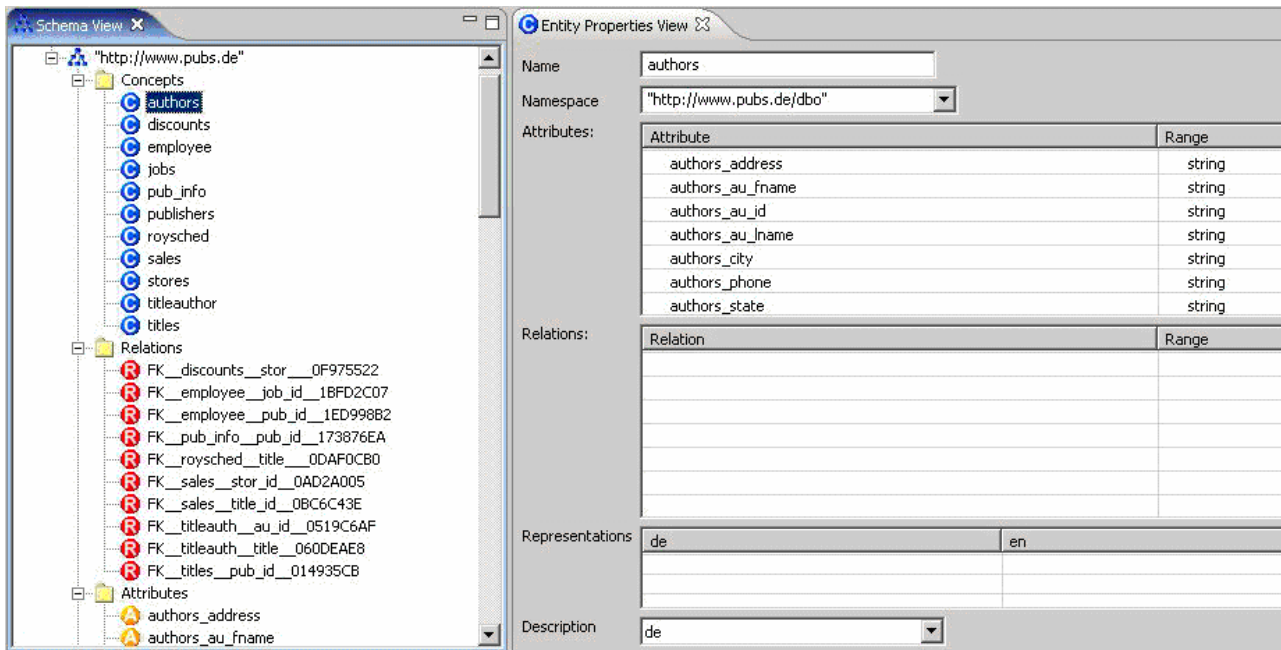 Schema View
"http://www.pubs.de"
Concepts
C authors
C discounts
C employee
C jobs
C pub_info
C publishers
C roysched
C sales
C stores
C titleauthor
C titles
Relations
R FK__discounts__stor___0F975522
R FK__employee__job_id__1BFD2C07
R FK__employee__pub_id__1ED998B2
R FK__pub_info__pub_id__173876EA
R FK__roysched__title___0DAF0CB0
R FK__sales__stor_id__0AD2A005
R FK__sales__title_id__0BC6C43E
R FK__titleauth__au_id__0519C6AF
R FK__titleauth__title__060DEAE8
R FK__titles__pub_id__014935CB
Attributes
A authors_address
A authors_au_fname
C Entity Properties View
Name authors
Namespace "http://www.pubs.de/dbo"
Attributes: Attribute Range
authors_address string
authors_au_fname string
authors_au_id string
authors_au_lname string
authors_city string
authors_phone string
authors_state string
Relations: Relation Range
Representations de en
Description de